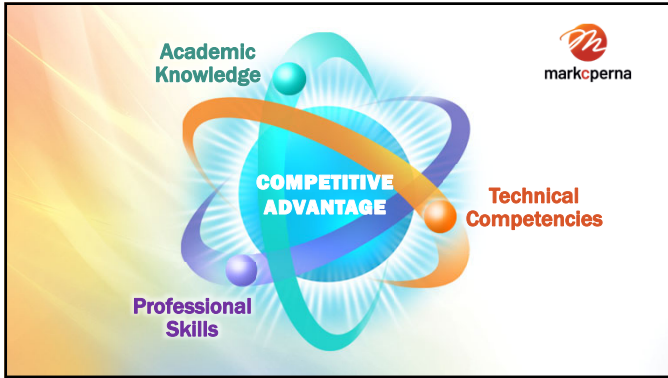 Academic
Knowledge
markcperna
COMPETITIVE
ADVANTAGE
Technical
Competencies
Professional
Skills